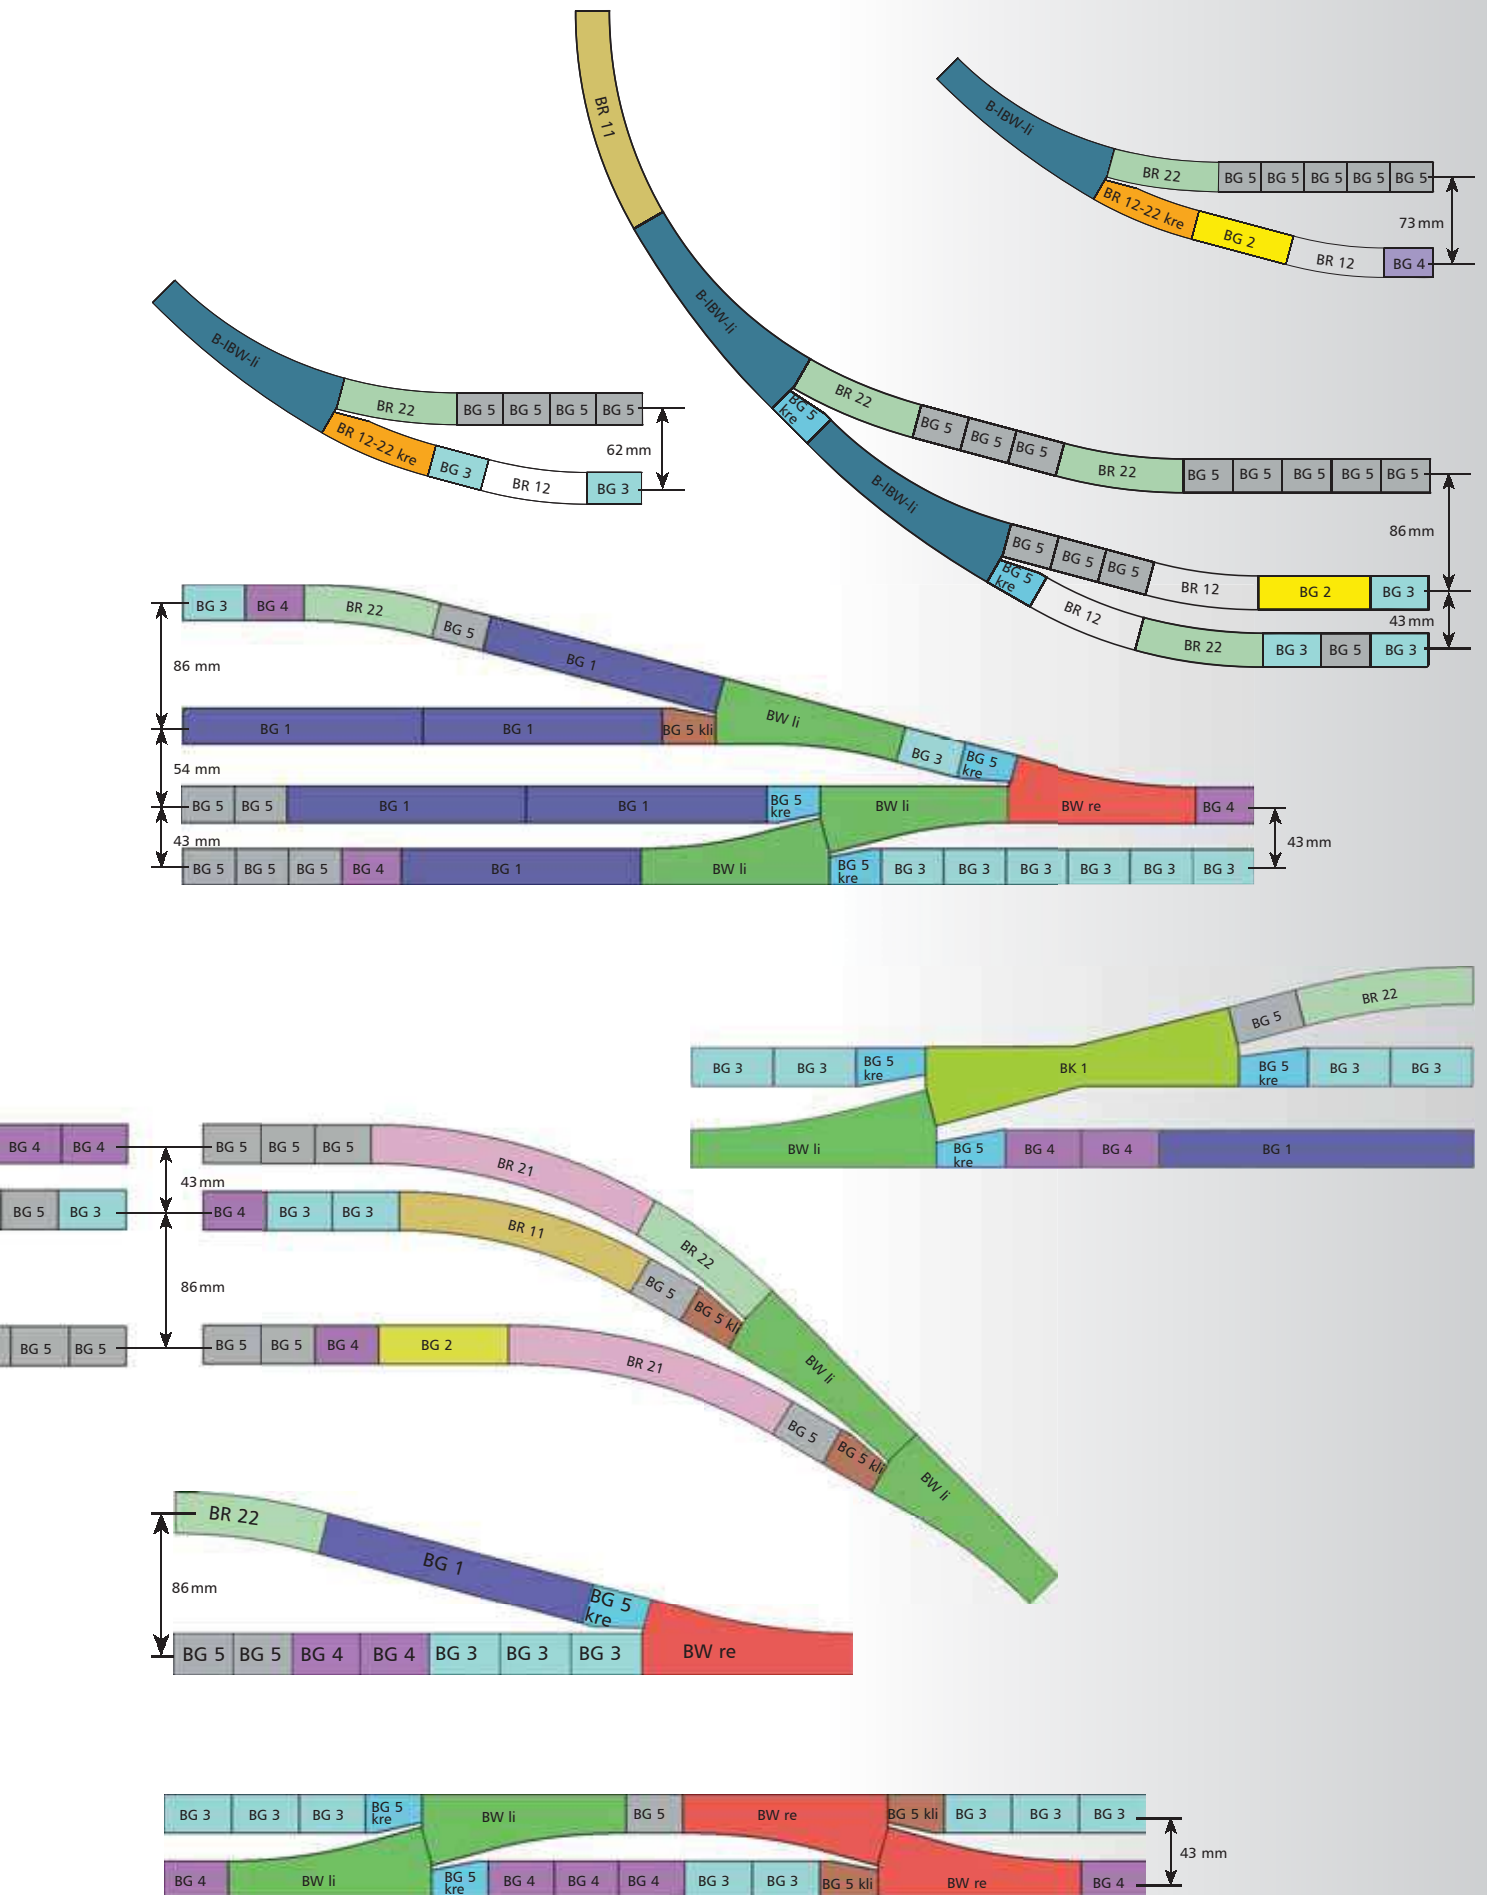 BR 11
B-IBW-li
BR 22
BG 5 BG 5 BG 5 BG 5 BG 5
73 mm
BR 12-22 kre
BG 2
BR 12
BG 4
B-IBW-li
BR 22
BG 5 BG 5 BG 5 BG 5
62 mm
BR 12-22 kre
BG 3
BR 12
BG 3
B-IBW-li
BR 22
BG 5
BG 5
BG 5
BR 22
BG 5 BG 5 BG 5 BG 5 BG 5
BG 5
kre
B-IBW-li
86 mm
BG 5
BG 5
BG 5
BR 12
BG 2
BG 3
43 mm
BG 5
kre
BR 12
BR 22
BG 3 BG 5 BG 3
BG 3
BG 4
BR 22
BG 5
BG 1
86 mm
BG 1
BG 1
BG 5 kli
BW li
BG 3
BG 5
kre
54 mm
BG 5 BG 5 BG 1 BG 1
BG 5
kre
BW li
BW re
BG 4
43 mm
43 mm
BG 5 BG 5 BG 5 BG 4 BG 1 BW li
BG 5
kre
BG 3 BG 3 BG 3 BG 3 BG 3 BG 3
BG 5
BR 22
BG 3 BG 3
BG 5
kre
BK 1
BG 5
kre
BG 3 BG 3
BW li
BG 5
kre
BG 4 BG 4 BG 1
BG 4 BG 4
BG 5 BG 5 BG 5
BR 21
43 mm
BG 5 BG 3
BG 4 BG 3 BG 3
BR 11
BR 22
BG 5
BG 5 kli
86 mm
BW li
BG 5 BG 5
BG 5 BG 5 BG 4 BG 2
BR 21
BG 5
BG 5 kli
BW li
BR 22
BG 1
86 mm
BG 5
kre
BG 5 BG 5 BG 4 BG 4 BG 3 BG 3 BG 3 BW re
BG 3 BG 3 BG 3
BG 5
kre
BW li
BG 5
BW re
BG 5 kli
BG 3 BG 3 BG 3
43 mm
BG 4
BW li
BG 5
kre
BG 4 BG 4 BG 4 BG 3 BG 3 BG 5 kli BW re BG 4